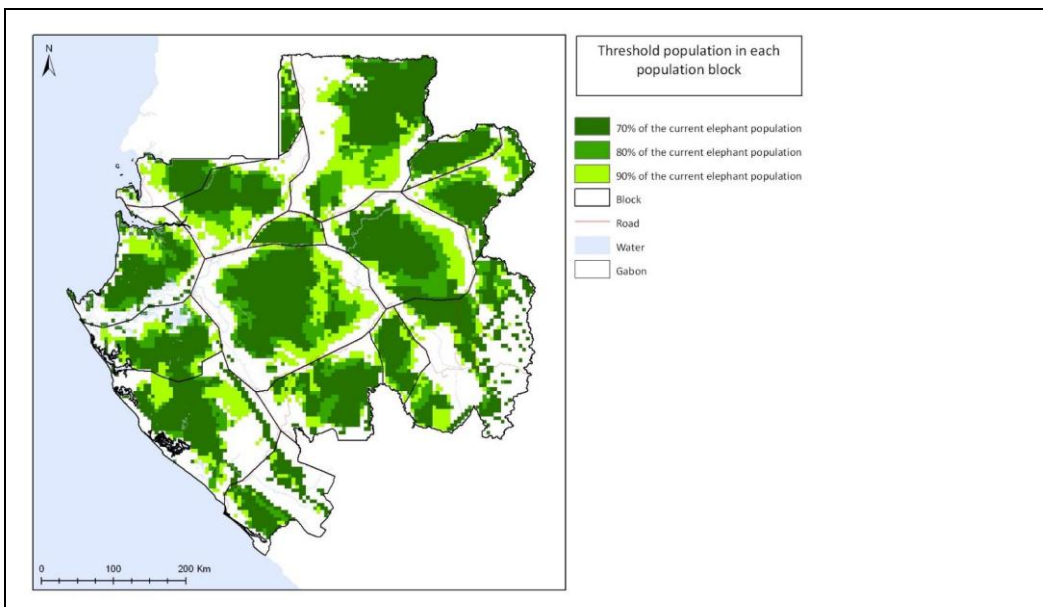 N
Threshold population in each
population block
70% of the current elephant population
80% of the current elephant population
90% of the current elephant population
Block
Road
Water
Gabon
0 100 200 Km